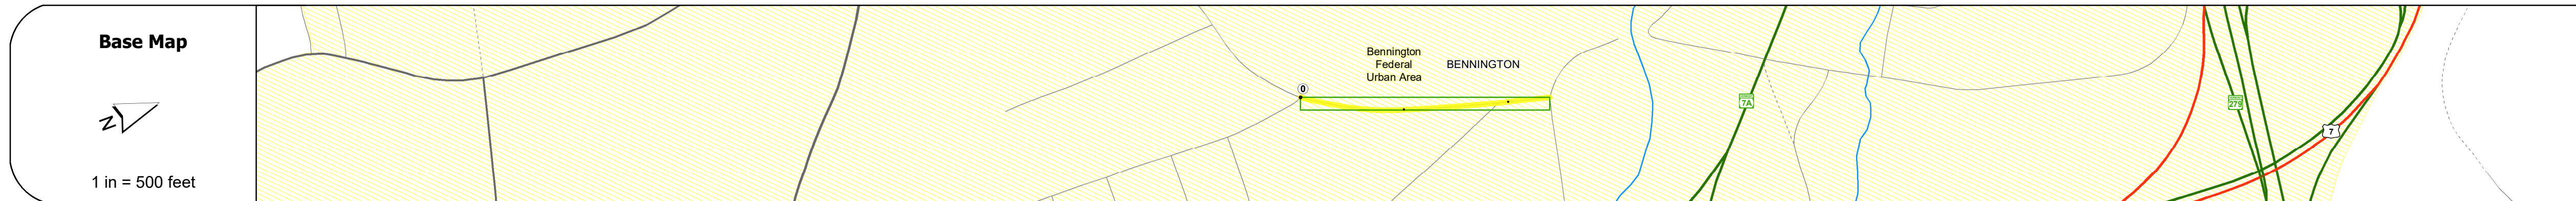 Base Map
N
1 in = 500 feet
Bennington
Federal
Urban Area
BENNINGTON
0
7A
279
7